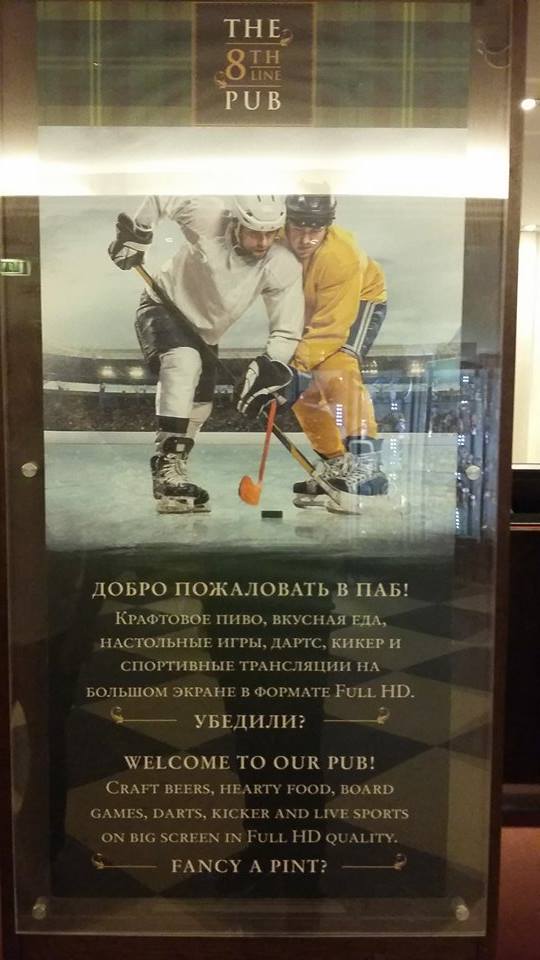 THE
8TH
LINE
PUB
ДОБРО ПОЖАЛОВАТЬ В ПАБ!
КРАФТОВОЕ ПИВО, ВКУСНАЯ ЕДА,
НАСТОЛЬНЫЕ ИГРЫ, ДАРТС, КИКЕР И
СПОРТИВНЫЕ ТРАНСЛЯЦИИ НА
БОЛЬШОМ ЭКРАНЕ В ФОРМАТЕ FULL HD.
УБЕДИЛИ?
WELCOME TO OUR PUB!
CRAFT BEERS, HEARTY FOOD, BOARD
GAMES, DARTS, KICKER AND LIVE SPORTS
ON BIG SCREEN IN FULL HD QUALITY.
FANCY A PINT?